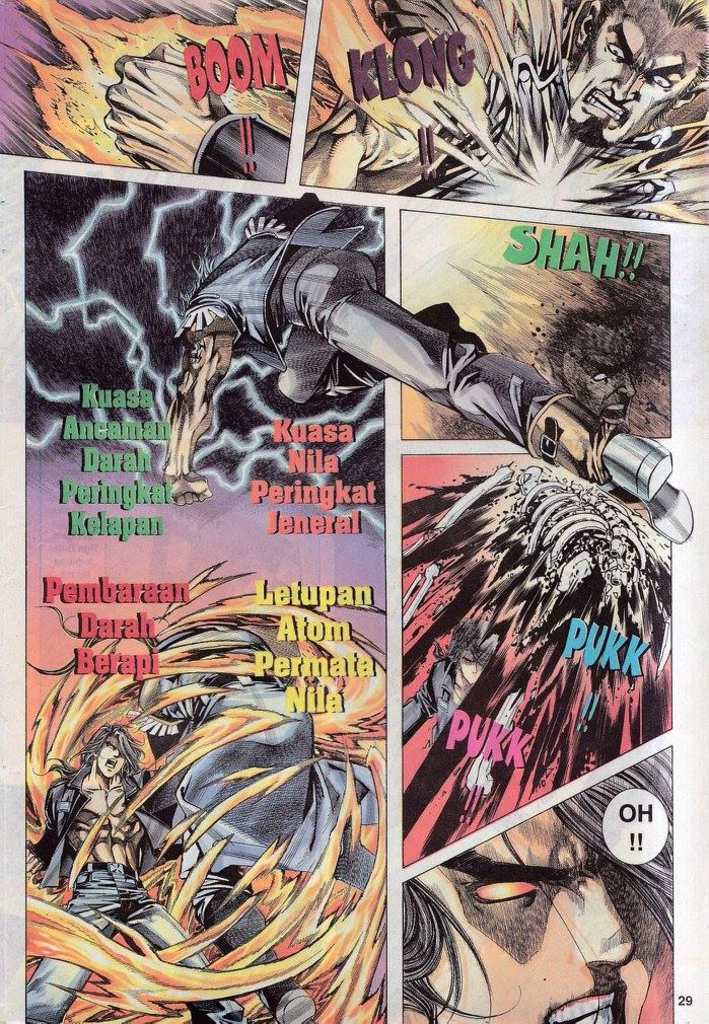 BOOM
!!
KLONG
!!
SHAH!!
Kuasa
Ancaman
Darah
Peringkat
Kelapan
Kuasa
Nila
Peringkat
Jeneral
Pembaraan
Darah
Berapi
Letupan
Atom
Permata
Nila
PUKK
!!
PUKK
!!
OH
!!
29